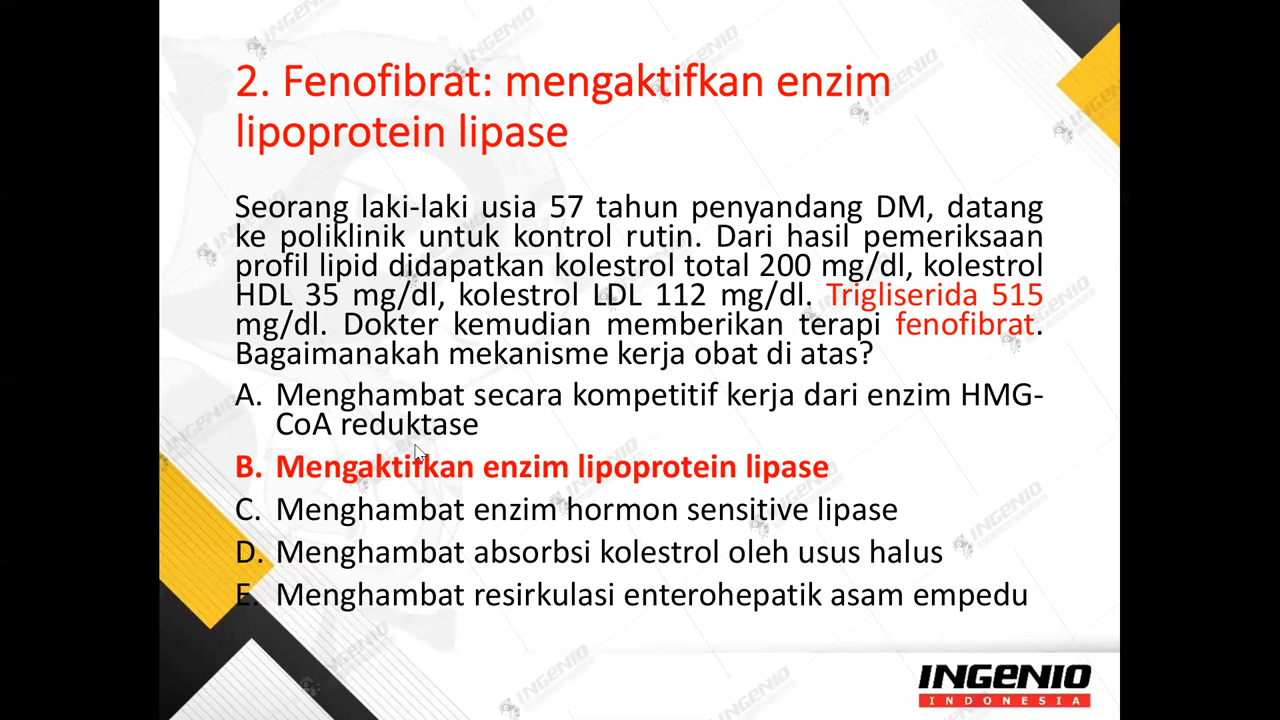 2. Fenofibrat: mengaktifkan enzim
lipoprotein lipase
Seorang laki-laki usia 57 tahun penyandang DM, datang
ke poliklinik untuk kontrol rutin. Dari hasil pemeriksaan
profil lipid didapatkan kolestrol total 200 mg/dl, kolestrol
HDL 35 mg/dl, kolestrol LDL 112 mg/dl. Trigliserida 515
mg/dl. Dokter kemudian memberikan terapi fenofibrat.
Bagaimanakah mekanisme kerja obat di atas?
A. Menghambat secara kompetitif kerja dari enzim HMG-
CoA reduktase
B. Mengaktifkan enzim lipoprotein lipase
C. Menghambat enzim hormon sensitive lipase
D. Menghambat absorbsi kolestrol oleh usus halus
E. Menghambat resirkulasi enterohepatik asam empedu
INGENIO
INDONESIA